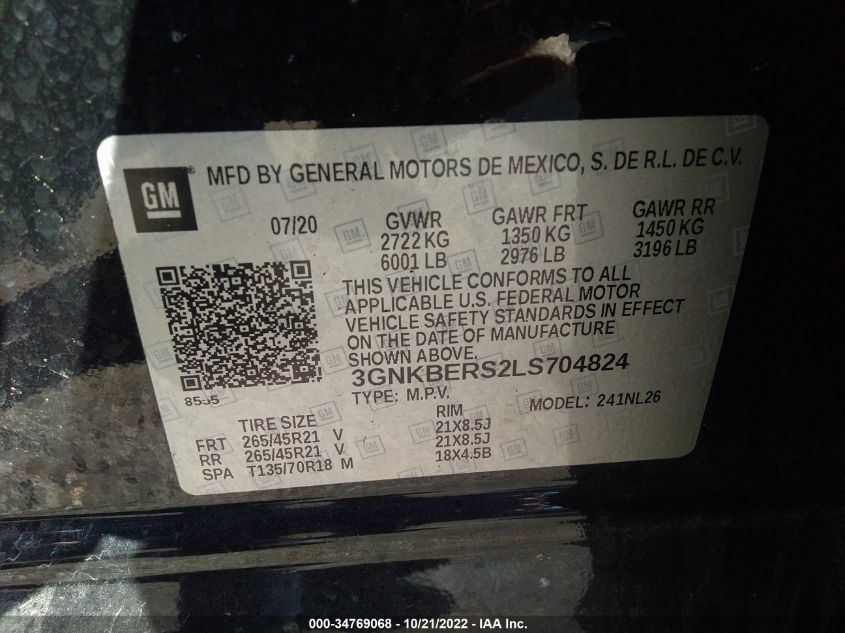 GM
MFD BY GENERAL MOTORS DE MEXICO, S. DE R.L. DE C.V.
07/20
GVWR GAWR FRT GAWR RR
2722 KG 1350 KG 1450 KG
6001 LB 2976 LB 3196 LB
THIS VEHICLE CONFORMS TO ALL
APPLICABLE U.S. FEDERAL MOTOR
VEHICLE SAFETY STANDARDS IN EFFECT
ON THE DATE OF MANUFACTURE
SHOWN ABOVE.
3GNKBERS2LS704824
TYPE: M.P.V. MODEL: 241NL26
TIRE SIZE RIM
FRT 265/45R21 V 21X8.5J
RR 265/45R21 V 21X8.5J
SPA T135/70R18 M 18X4.5B
000-34769068 - 10/21/2022 - IAA Inc.